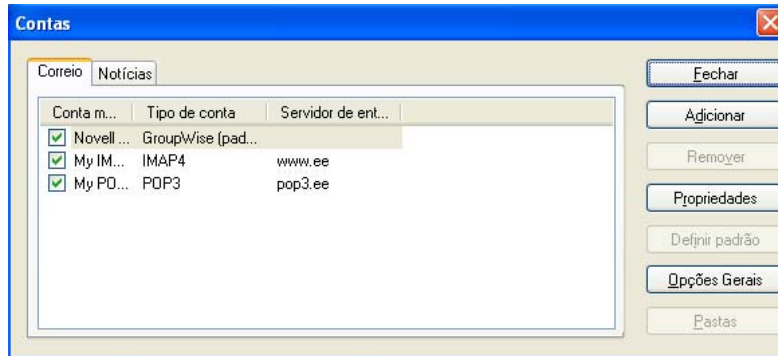 Contas
Correio Notícias
Conta m... Tipo de conta Servidor de ent...
Novell ... GroupWise (pad...
My IM... IMAP4 www.ee
My PO... POP3 pop3.ee
Fechar
Adicionar
Remover
Propriedades
Definir padrão
Opções Gerais
Pastas